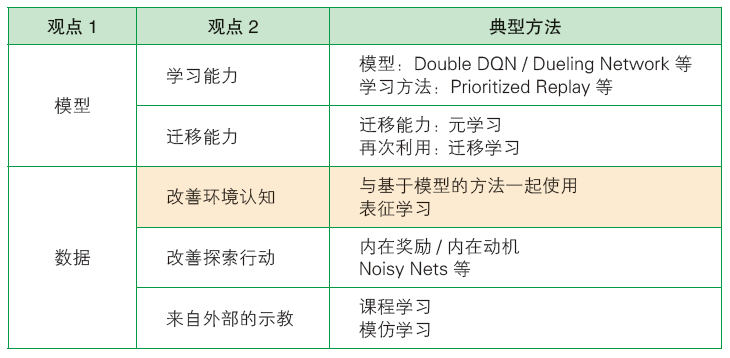 观点 1
观点 2
典型方法
模型
学习能力
模型：Double DQN / Dueling Network 等
学习方法：Prioritized Replay 等
迁移能力
迁移能力：元学习
再次利用：迁移学习
数据
改善环境认知
与基于模型的方法一起使用
表征学习
改善探索行动
内在奖励 / 内在动机
Noisy Nets 等
来自外部的示教
课程学习
模仿学习